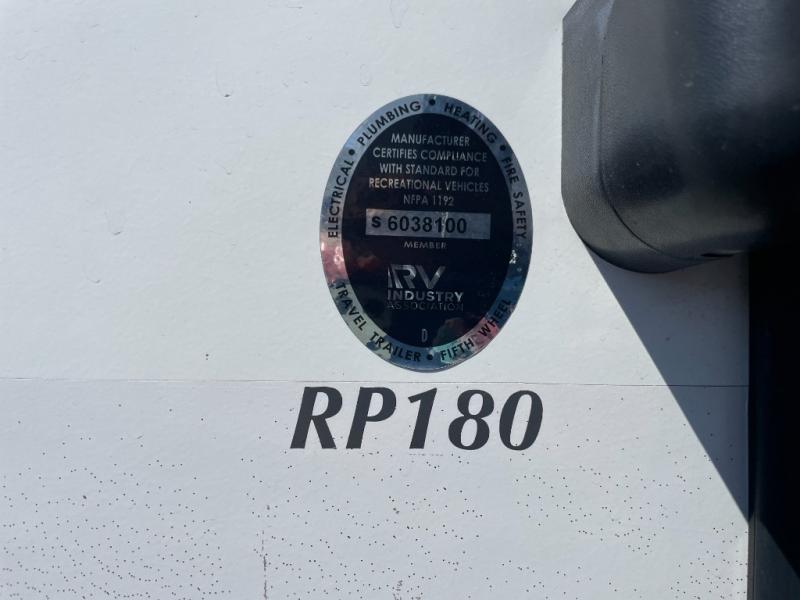 ELECTRICAL • PLUMBING • HEATING • FIRE SAFETY
MANUFACTURER
CERTIFIES COMPLIANCE
WITH STANDARD FOR
RECREATIONAL VEHICLES
NFPA 1192
S 6038100
MEMBER
RV
INDUSTRY
ASSOCIATION
D
TRAVEL TRAILER • FIFTH WHEEL
RP180